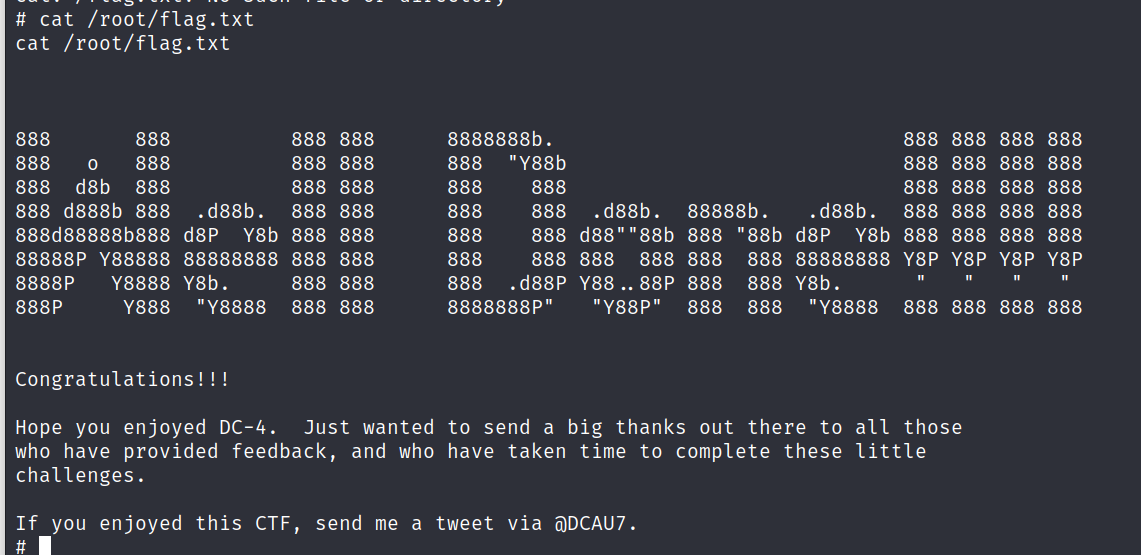 No such file or directory
# cat /root/flag.txt
cat /root/flag.txt
888       888          888 888      8888888b.                             888 888 888 888
888   o   888          888 888      888  "Y88b                            888 888 888 888
888  d8b  888          888 888      888    888                            888 888 888 888
888 d888b 888  .d88b.  888 888      888    888  .d88b.  88888b.   .d88b.  888 888 888 888
888d88888b888 d8P  Y8b 888 888      888    888 d88""88b 888 "88b d8P  Y8b 888 888 888 888
88888P Y88888 88888888 888 888      888    888 888  888 888  888 88888888 Y8P Y8P Y8P Y8P
8888P   Y8888 Y8b.     888 888      888  .d88P Y88..88P 888  888 Y8b.      "   "   "   "
888P     Y888  "Y8888  888 888      8888888P"   "Y88P"  888  888  "Y8888  888 888 888 888
Congratulations!!!
Hope you enjoyed DC-4.  Just wanted to send a big thanks out there to all those
who have provided feedback, and who have taken time to complete these little
challenges.
If you enjoyed this CTF, send me a tweet via @DCAU7.
#